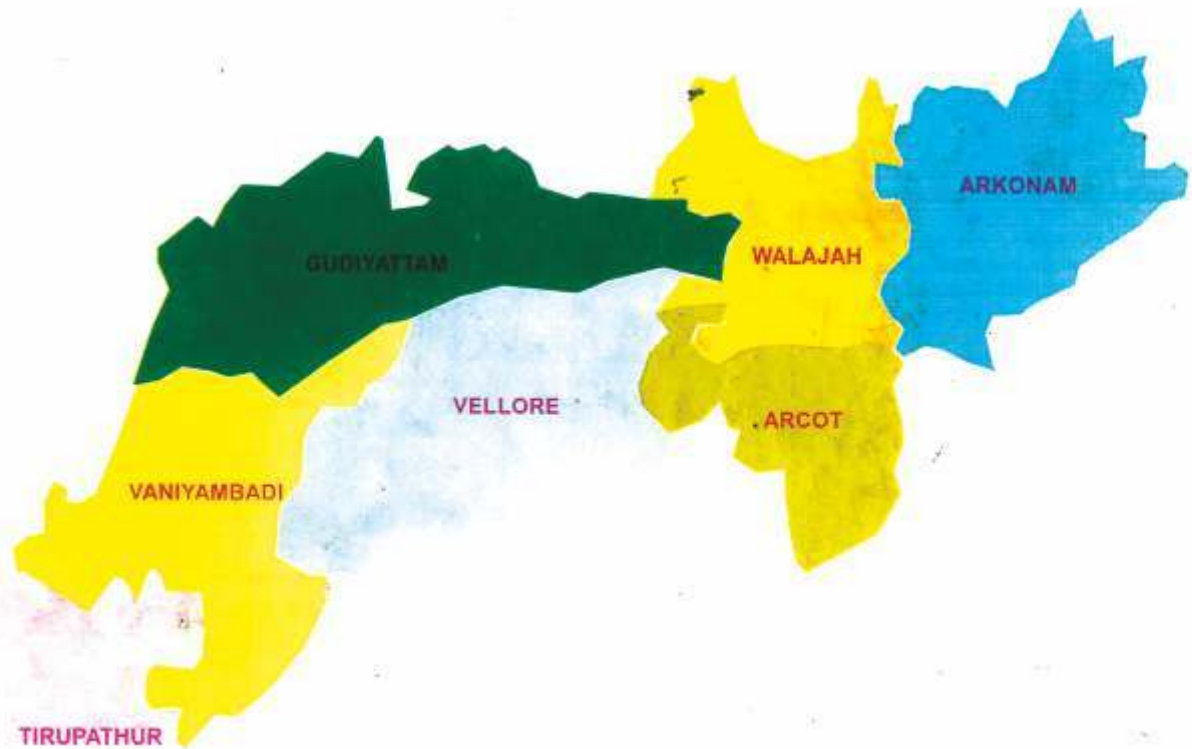 ARKONAM
WALAJAH
GUDIYATTAM
VELLORE
ARCOT
VANIYAMBADI
TIRUPATHUR